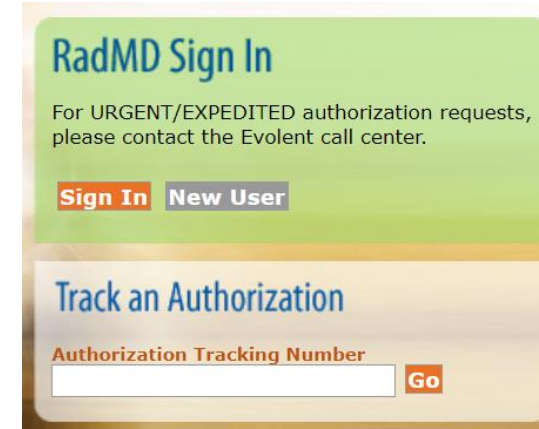 RadMD Sign In
For URGENT/EXPEDITED authorization requests,
please contact the Evolent call center.
Sign In New User
Track an Authorization
Authorization Tracking Number
Go